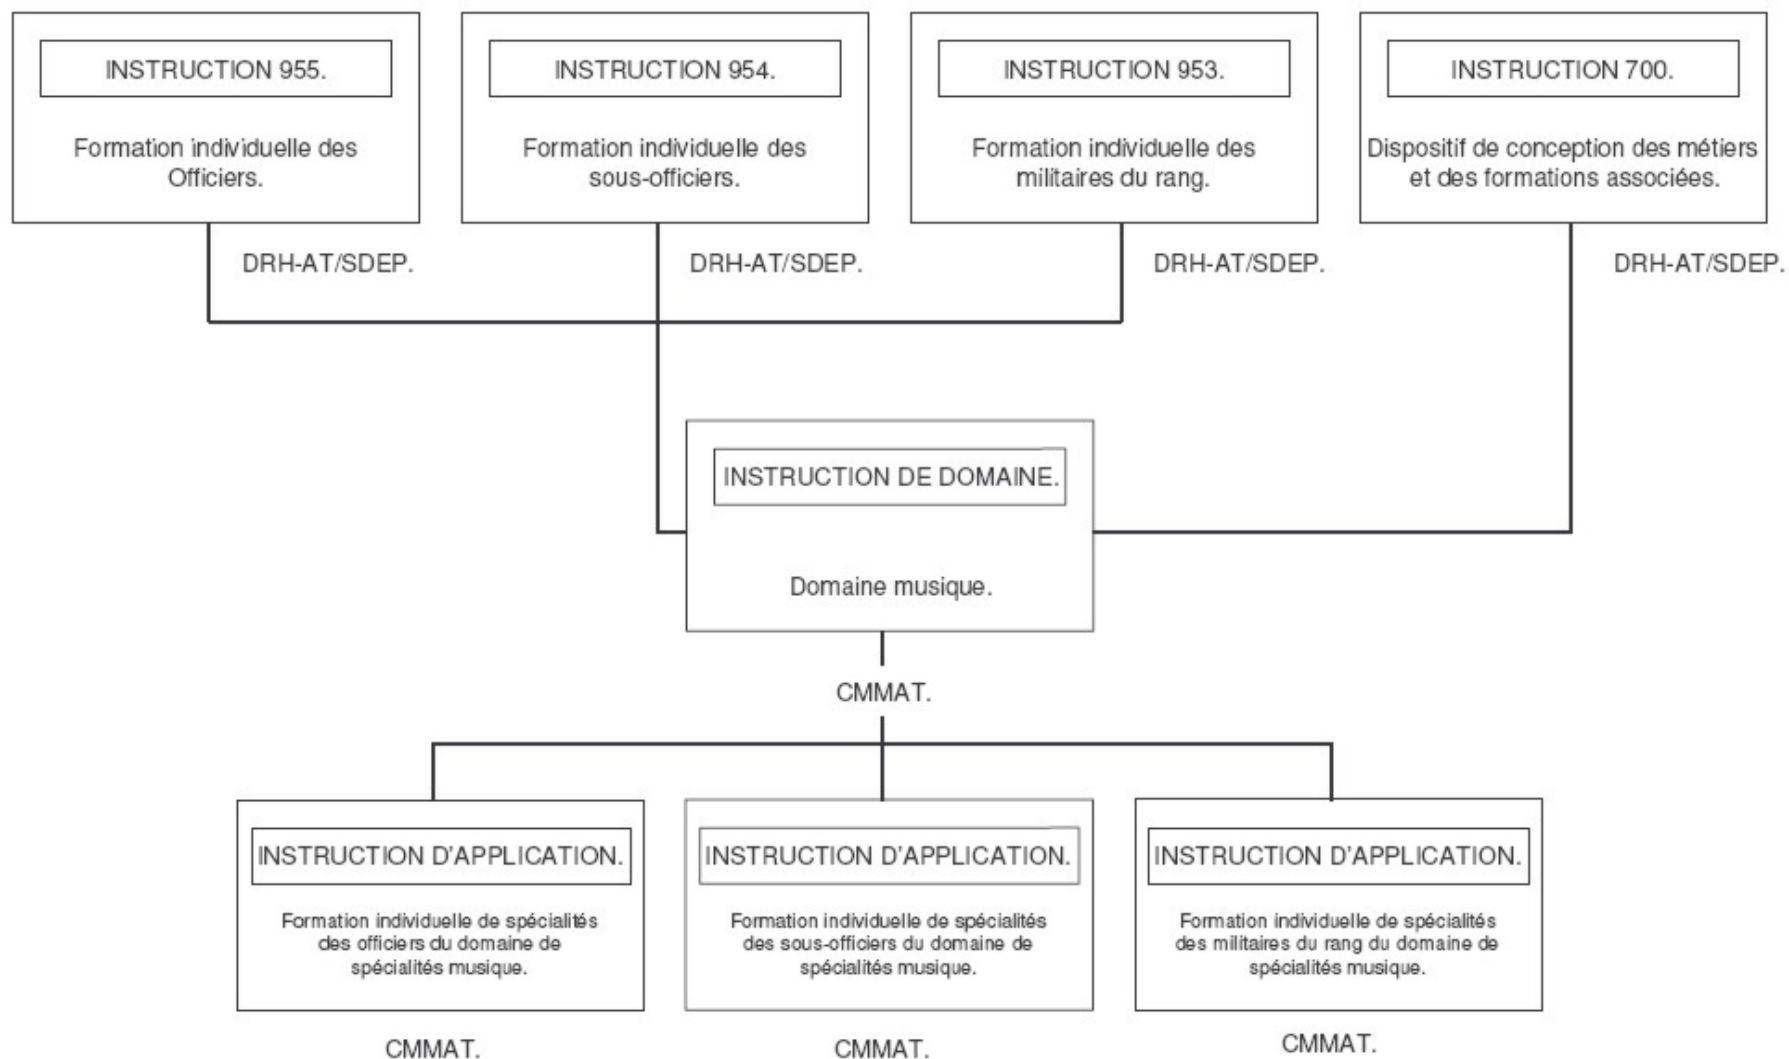 INSTRUCTION 955.
Formation individuelle des
Officiers.
DRH-AT/SDEP.
INSTRUCTION 954.
Formation individuelle des
sous-officiers.
DRH-AT/SDEP.
INSTRUCTION 953.
Formation individuelle des
militaires du rang.
DRH-AT/SDEP.
INSTRUCTION 700.
Dispositif de conception des métiers
et des formations associées.
DRH-AT/SDEP.
INSTRUCTION DE DOMAINE.
Domaine musique.
CMMAT.
INSTRUCTION D'APPLICATION.
Formation individuelle de spécialités
des officiers du domaine de
spécialités musique.
CMMAT.
INSTRUCTION D'APPLICATION.
Formation individuelle de spécialités
des sous-officiers du domaine de
spécialités musique.
CMMAT.
INSTRUCTION D'APPLICATION.
Formation individuelle de spécialités
des militaires du rang du domaine de
spécialités musique.
CMMAT.